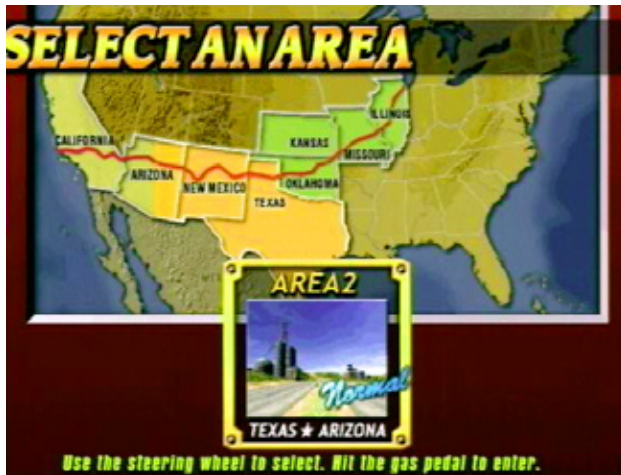 SELECT AN AREA
ILLINOIS
CALIFORNIA
KANSAS
MISSOURI
ARIZONA
NEW MEXICO
OKLAHOMA
TEXAS
AREA2
Normal
TEXAS ★ ARIZONA
Use the steering wheel to select. Hit the gas pedal to enter.